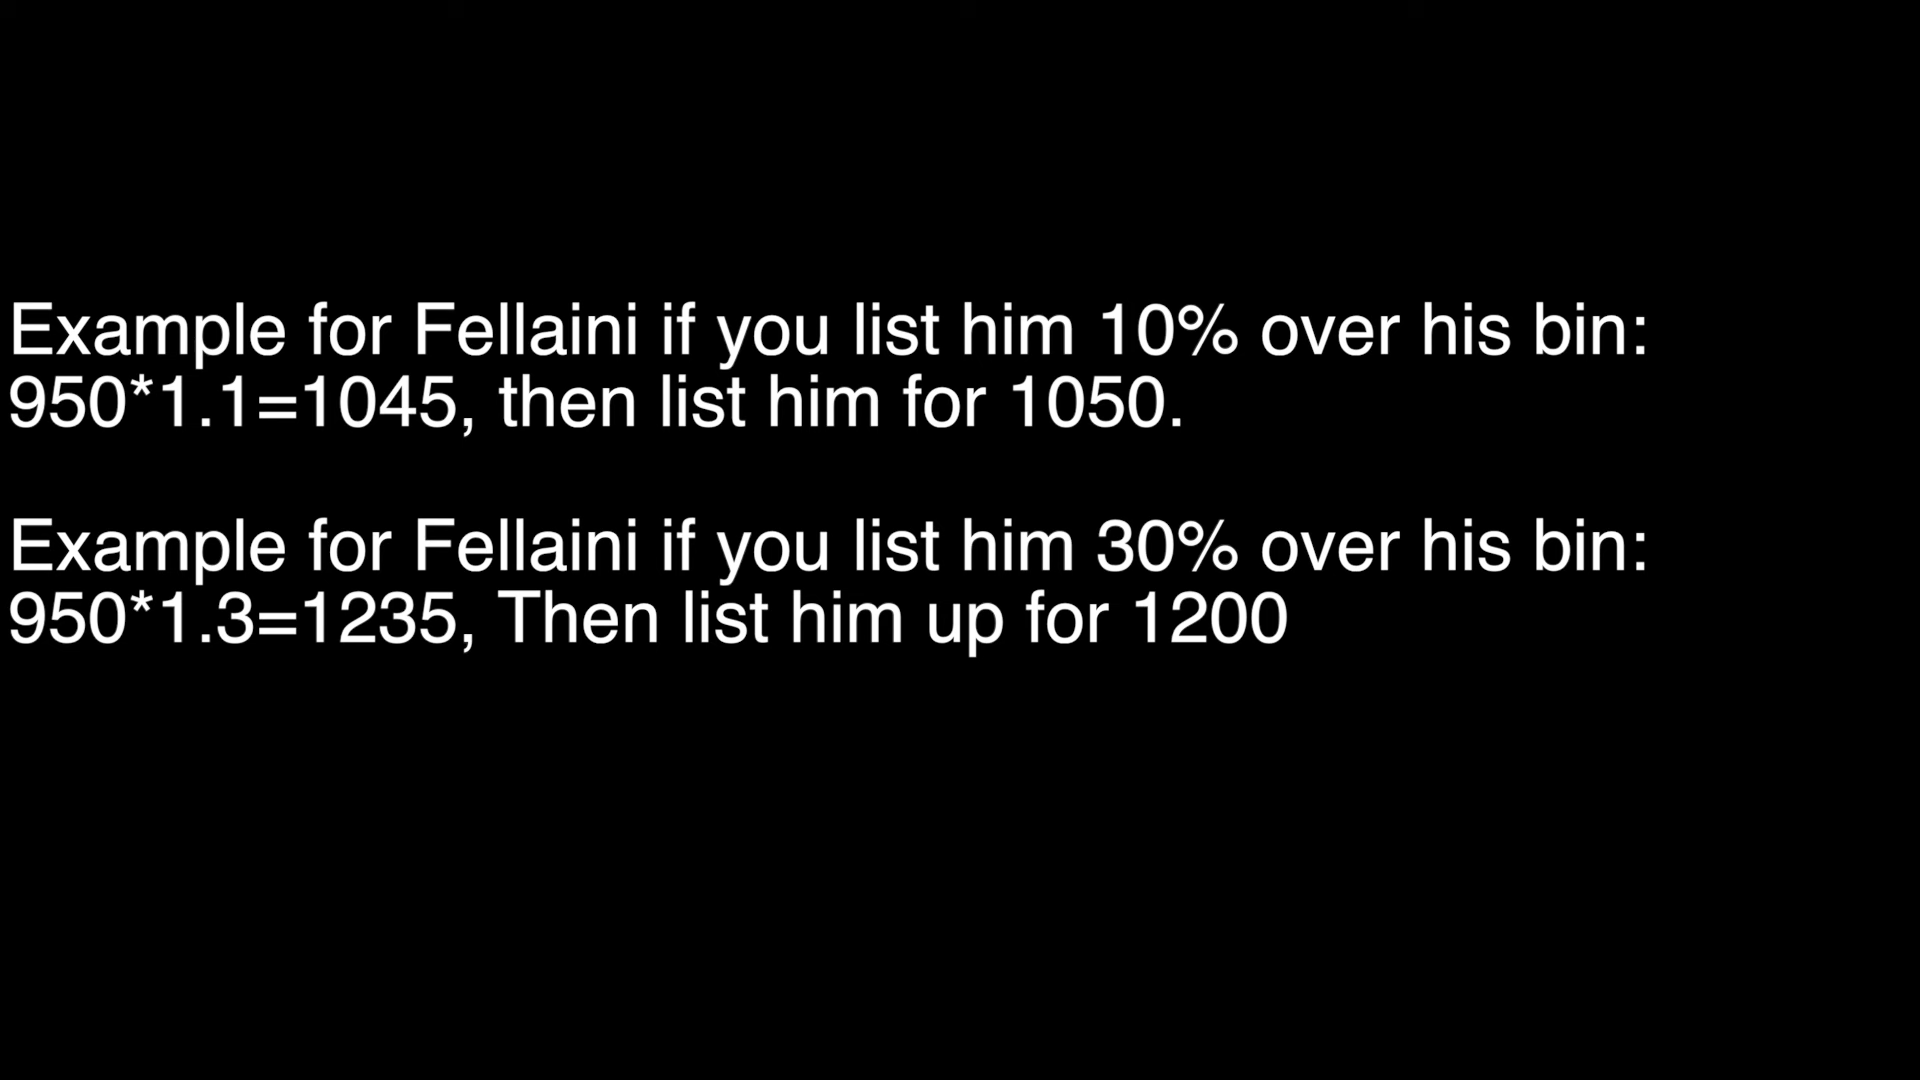 Example for Fellaini if you list him 10% over his bin:
950*1.1=1045, then list him for 1050.
Example for Fellaini if you list him 30% over his bin:
950*1.3=1235, Then list him up for 1200